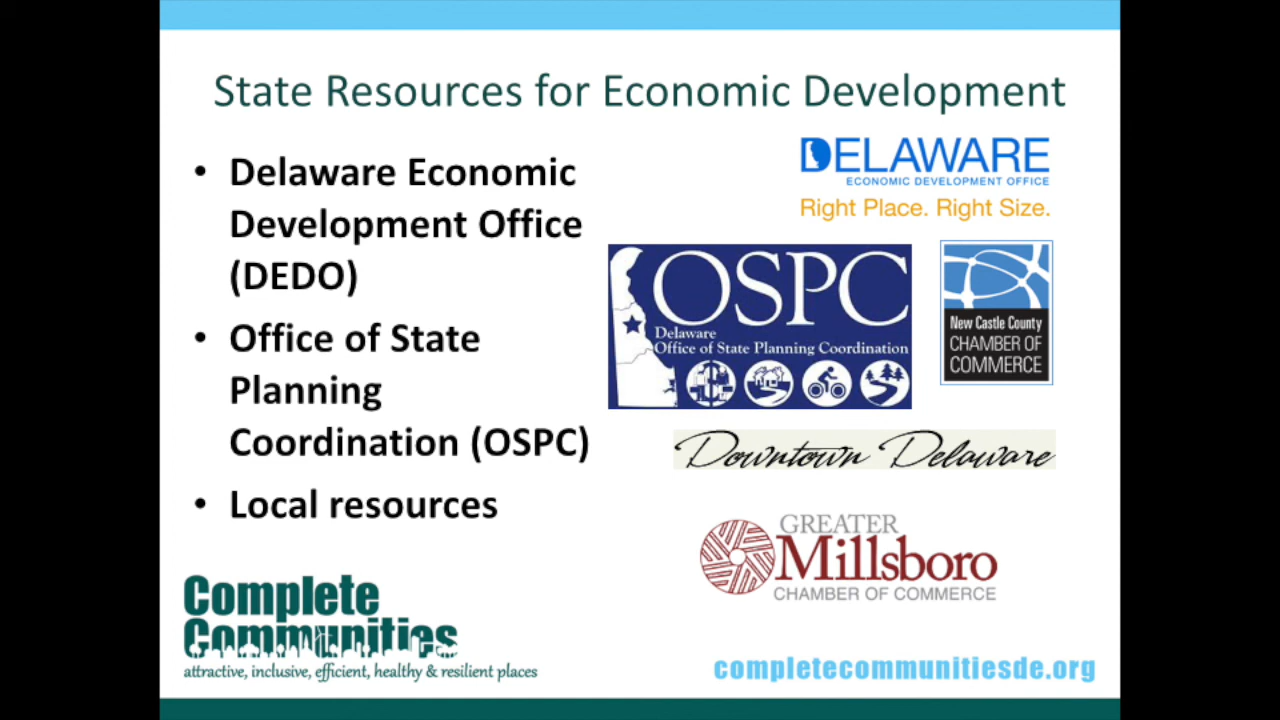 State Resources for Economic Development
• Delaware Economic
Development Office
(DEDO)
• Office of State
Planning
Coordination (OSPC)
• Local resources
DELAWARE
ECONOMIC DEVELOPMENT OFFICE
Right Place. Right Size.
OSPC
Delaware
Office of State Planning Coordination
New Castle County
CHAMBER OF
COMMERCE
Downtown Delaware
GREATER
Millsboro
CHAMBER OF COMMERCE
Complete
Communities
attractive, inclusive, efficient, healthy & resilient places
completecommunitiesde.org